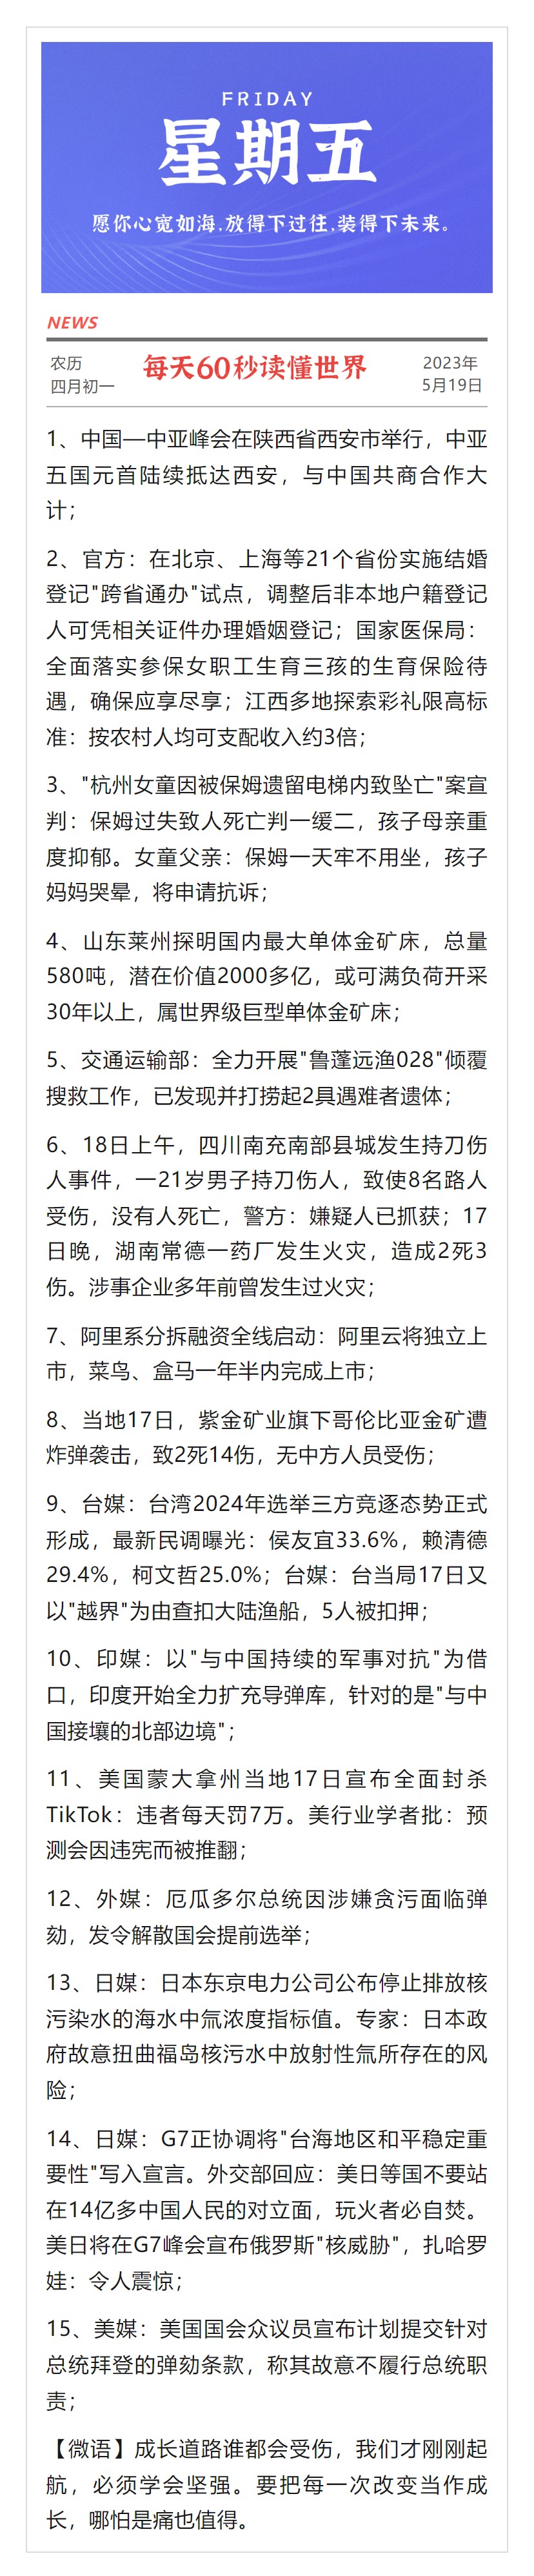 FRIDAY
星期五
愿你心宽如海,放得下过往,装得下未来。
NEWS
农历
四月初一
每天60秒读懂世界
2023年
5月19日
1、中国—中亚峰会在陕西省西安市举行，中亚
五国元首陆续抵达西安，与中国共商合作大
计；
2、官方：在北京、上海等21个省份实施结婚
登记"跨省通办"试点，调整后非本地户籍登记
人可凭相关证件办理婚姻登记；国家医保局：
全面落实参保女职工生育三孩的生育保险待
遇，确保应享尽享；江西多地探索彩礼限高标
准：按农村人均可支配收入约3倍；
3、"杭州女童因被保姆遗留电梯内致坠亡"案宣
判：保姆过失致人死亡判一缓二，孩子母亲重
度抑郁。女童父亲：保姆一天牢不用坐，孩子
妈妈哭晕，将申请抗诉；
4、山东莱州探明国内最大单体金矿床，总量
580吨，潜在价值2000多亿，或可满负荷开采
30年以上，属世界级巨型单体金矿床；
5、交通运输部：全力开展"鲁蓬远渔028"倾覆
搜救工作，已发现并打捞起2具遇难者遗体；
6、18日上午，四川南充南部县城发生持刀伤
人事件，一21岁男子持刀伤人，致使8名路人
受伤，没有人死亡，警方：嫌疑人已抓获；17
日晚，湖南常德一药厂发生火灾，造成2死3
伤。涉事企业多年前曾发生过火灾；
7、阿里系分拆融资全线启动：阿里云将独立上
市，菜鸟、盒马一年半内完成上市；
8、当地17日，紫金矿业旗下哥伦比亚金矿遭
炸弹袭击，致2死14伤，无中方人员受伤；
9、台媒：台湾2024年选举三方竞逐态势正式
形成，最新民调曝光：侯友宜33.6%，赖清德
29.4%，柯文哲25.0%；台媒：台当局17日又
以"越界"为由查扣大陆渔船，5人被扣押；
10、印媒：以"与中国持续的军事对抗"为借
口，印度开始全力扩充导弹库，针对的是"与中
国接壤的北部边境"；
11、美国蒙大拿州当地17日宣布全面封杀
TikTok：违者每天罚7万。美行业学者批：预
测会因违宪而被推翻；
12、外媒：厄瓜多尔总统因涉嫌贪污面临弹
劾，发令解散国会提前选举；
13、日媒：日本东京电力公司公布停止排放核
污染水的海水中氚浓度指标值。专家：日本政
府故意扭曲福岛核污水中放射性氚所存在的风
险；
14、日媒：G7正协调将"台海地区和平稳定重
要性"写入宣言。外交部回应：美日等国不要站
在14亿多中国人民的对立面，玩火者必自焚。
美日将在G7峰会宣布俄罗斯"核威胁"，扎哈罗
娃：令人震惊；
15、美媒：美国国会众议员宣布计划提交针对
总统拜登的弹劾条款，称其故意不履行总统职
责；
【微语】成长道路谁都会受伤，我们才刚刚起
航，必须学会坚强。要把每一次改变当作成
长，哪怕是痛也值得。